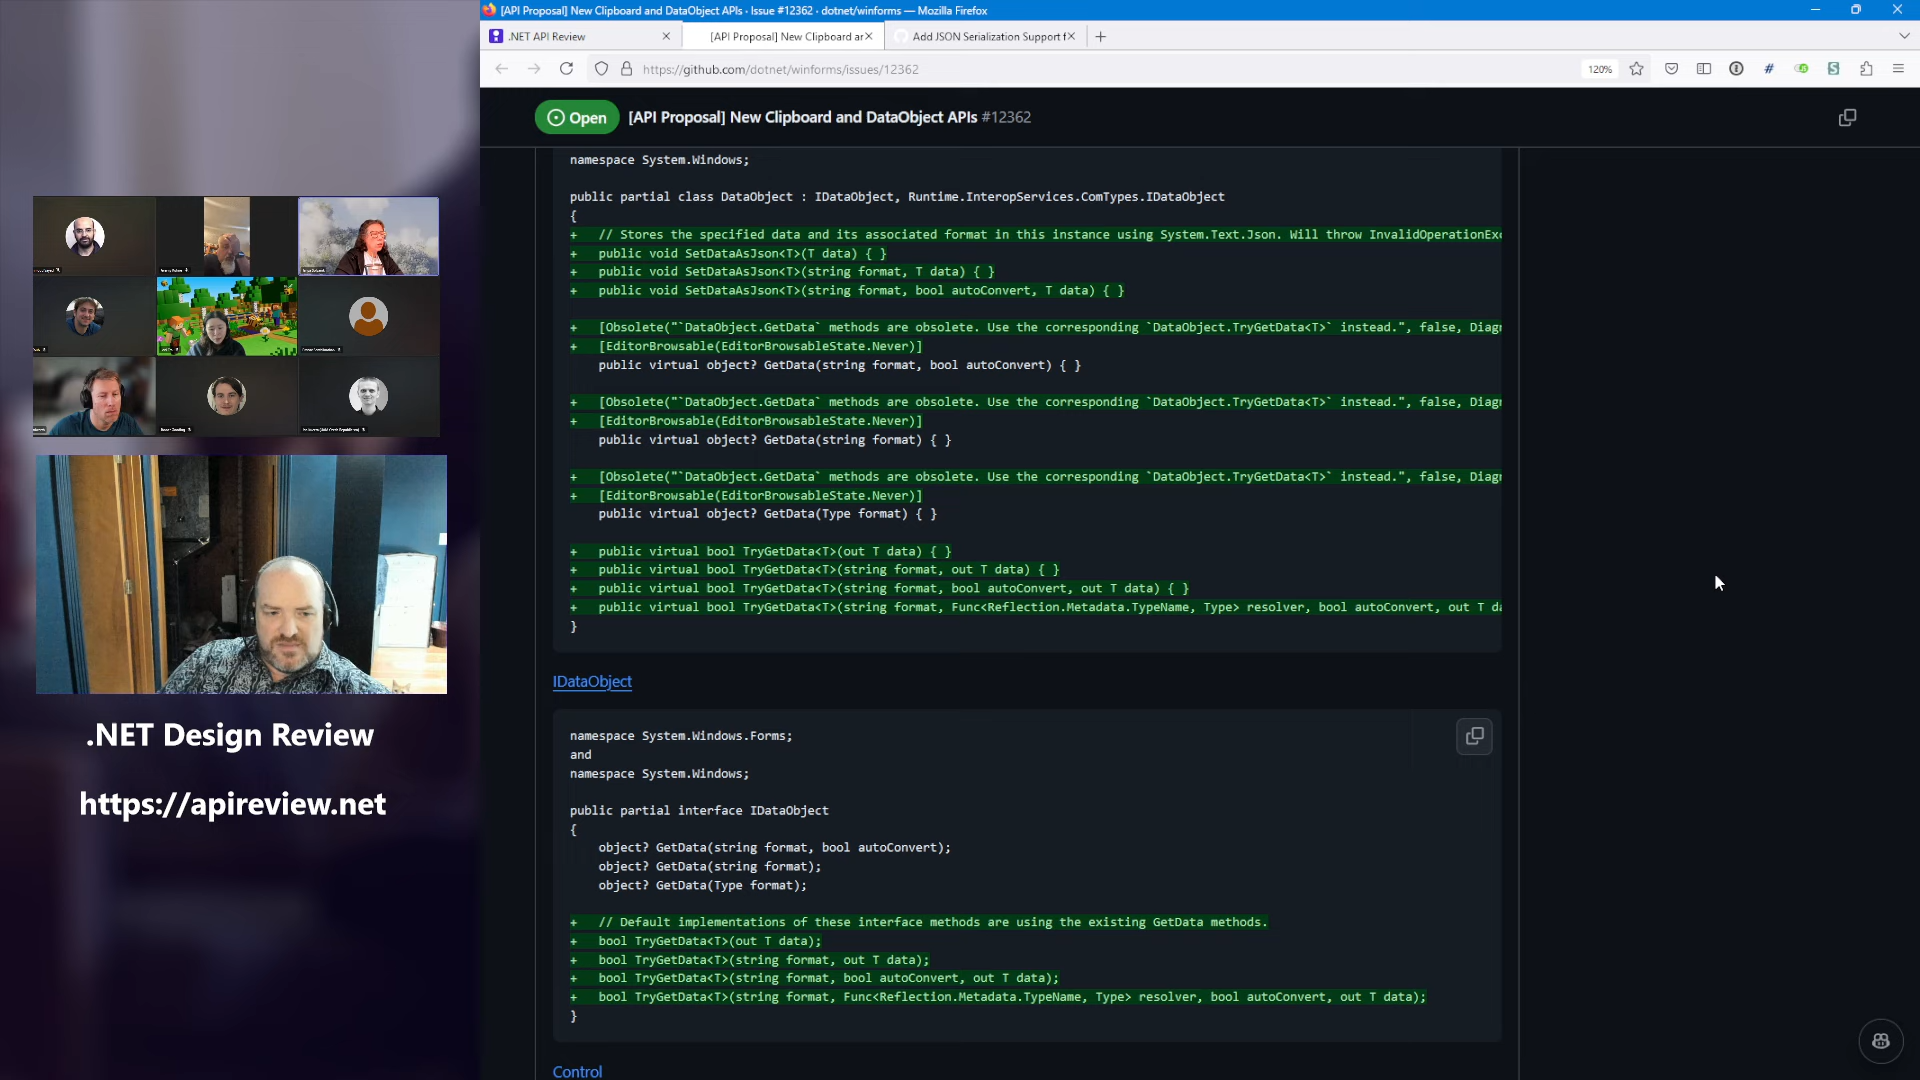 [API Proposal] New Clipboard and DataObject APIs · Issue #12362 · dotnet/winforms — Mozilla Firefox
.NET API Review
[API Proposal] New Clipboard ar
Add JSON Serialization Support f
https://github.com/dotnet/winforms/issues/12362
120%
Open
[API Proposal] New Clipboard and DataObject APIs #12362
namespace System.Windows;
public partial class DataObject : IDataObject, Runtime.InteropServices.ComTypes.IDataObject
{
+ // Stores the specified data and its associated format in this instance using System.Text.Json. Will throw InvalidOperationExc
+ public void SetDataAsJson<T>(T data) { }
+ public void SetDataAsJson<T>(string format, T data) { }
+ public void SetDataAsJson<T>(string format, bool autoConvert, T data) { }
+ [Obsolete("`DataObject.GetData` methods are obsolete. Use the corresponding `DataObject.TryGetData<T>` instead.", false, Diagn
+ [EditorBrowsable(EditorBrowsableState.Never)]
public virtual object? GetData(string format, bool autoConvert) { }
+ [Obsolete("`DataObject.GetData` methods are obsolete. Use the corresponding `DataObject.TryGetData<T>` instead.", false, Diagn
+ [EditorBrowsable(EditorBrowsableState.Never)]
public virtual object? GetData(string format) { }
+ [Obsolete("`DataObject.GetData` methods are obsolete. Use the corresponding `DataObject.TryGetData<T>` instead.", false, Diagn
+ [EditorBrowsable(EditorBrowsableState.Never)]
public virtual object? GetData(Type format) { }
+ public virtual bool TryGetData<T>(out T data) { }
+ public virtual bool TryGetData<T>(string format, out T data) { }
+ public virtual bool TryGetData<T>(string format, bool autoConvert, out T data) { }
+ public virtual bool TryGetData<T>(string format, Func<Reflection.Metadata.TypeName, Type> resolver, bool autoConvert, out T da
}
IDataObject
namespace System.Windows.Forms;
and
namespace System.Windows;
public partial interface IDataObject
{
object? GetData(string format, bool autoConvert);
object? GetData(string format);
object? GetData(Type format);
+ // Default implementations of these interface methods are using the existing GetData methods.
+ bool TryGetData<T>(out T data);
+ bool TryGetData<T>(string format, out T data);
+ bool TryGetData<T>(string format, bool autoConvert, out T data);
+ bool TryGetData<T>(string format, Func<Reflection.Metadata.TypeName, Type> resolver, bool autoConvert, out T data);
}
Control
.NET Design Review
https://apireview.net